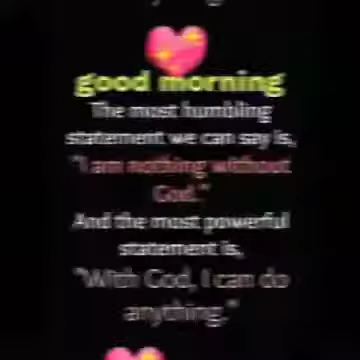 good morning
The most humbling
statement we can say is,
"I am nothing without
God."
And the most powerful
statement is,
"With God, I can do
anything."